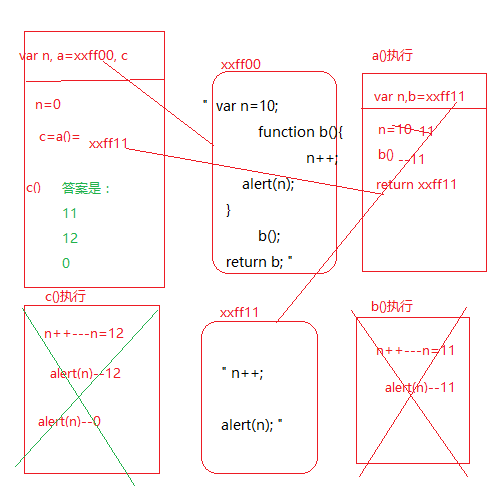 var n, a=xxff00, c
n=0
c=a()=
xxff11
c()
答案是：
11
12
0
xxff00
" var n=10;
function b(){
n++;
alert(n);
}
b();
return b; "
a()执行
var n,b=xxff11
n=10 11
b() --11
return xxff11
c()执行
n++---n=12
alert(n)--12
alert(n)--0
xxff11
" n++;
alert(n); "
b()执行
n++---n=11
alert(n)--11